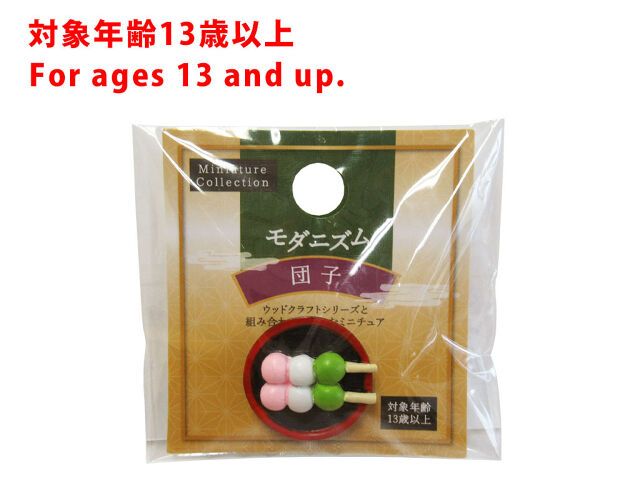 対象年齢13歳以上
For ages 13 and up.
Miniature
Collection
モダニズム
団子
ウッドクラフトシリーズと
組み合わ ミニチュア
対象年齢
13歳以上